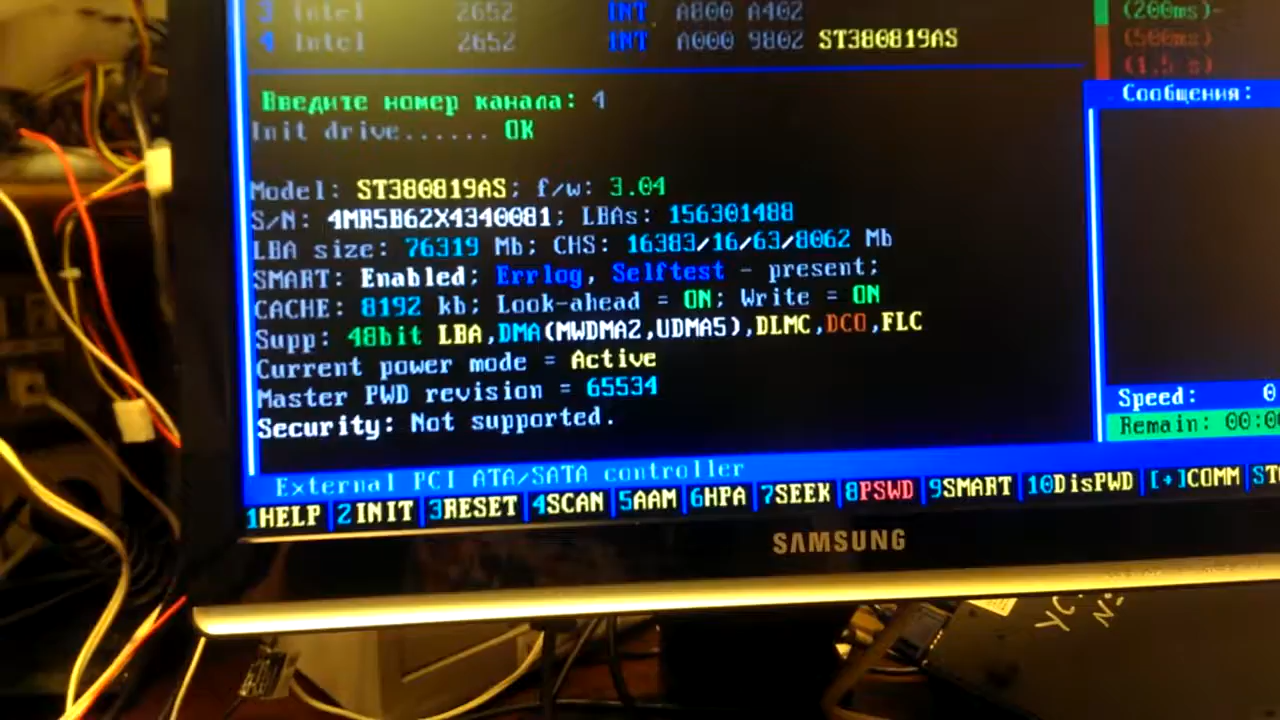 3 Intel 2652 INT A800 A402
4 Intel 2652 INT A000 9802 ST380819AS
(200ms)-
(500ms)
(1.5 s)
Введите номер канала: 4
Init drive...... OK
Model: ST380819AS; f/w: 3.04
S/N: 4MR5B62X4340081; LBAs: 156301488
LBA size: 76319 Mb; CHS: 16383/16/63/8062 Mb
SMART: Enabled; Errlog, Selftest - present;
CACHE: 8192 kb; Look-ahead = ON; Write = ON
Supp: 48bit LBA,DMA(MWDMA2,UDMA5),DLMC,DCO,FLC
Current power mode = Active
Master PWD revision = 65534
Security: Not supported.
Сообщения:
Speed: 0
Remain: 00:0
External PCI ATA/SATA controller
1HELP 2INIT 3RESET 4SCAN 5AAM 6HPA 7SEEK 8PSWD 9SMART 10DisPWD [+]COMM
SAMSUNG